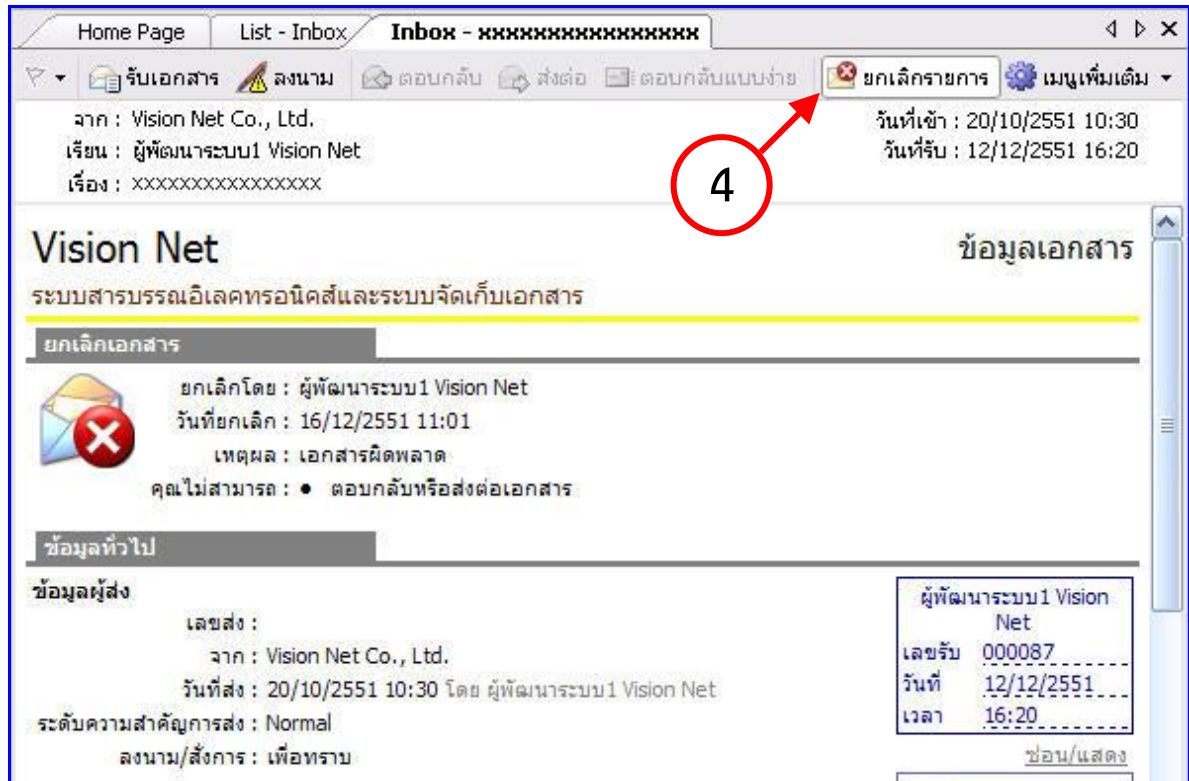 Home Page List - Inbox Inbox - xxxxxxxxxxxxxxxxx
รับเอกสาร ลงนาม ตอบกลับ ส่งต่อ ตอบกลับแบบง่าย ยกเลิกรายการ เมนูเพิ่มเติม
จาก : Vision Net Co., Ltd. วันที่เข้า : 20/10/2551 10:30
เรียน : ผู้พัฒนาระบบ1 Vision Net วันที่รับ : 12/12/2551 16:20
เรื่อง : xxxxxxxxxxxxxxxxx
4
Vision Net ข้อมูลเอกสาร
ระบบสารบรรณอิเลคทรอนิคส์และระบบจัดเก็บเอกสาร
ยกเลิกเอกสาร
ยกเลิกโดย : ผู้พัฒนาระบบ1 Vision Net
วันที่ยกเลิก : 16/12/2551 11:01
เหตุผล : เอกสารผิดพลาด
คุณไม่สามารถ : ● ตอบกลับหรือส่งต่อเอกสาร
ข้อมูลทั่วไป
ข้อมูลผู้ส่ง
เลขส่ง :
จาก : Vision Net Co., Ltd.
วันที่ส่ง : 20/10/2551 10:30 โดย ผู้พัฒนาระบบ1 Vision Net
ระดับความสำคัญการส่ง : Normal
ลงนาม/สั่งการ : เพื่อทราบ
ผู้พัฒนาระบบ1 Vision
Net
เลขรับ 000087
วันที่ 12/12/2551
เวลา 16:20
ซ่อน/แสดง